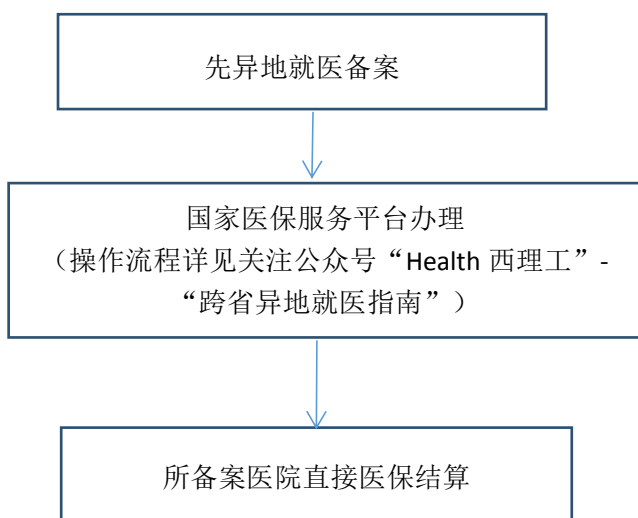 先异地就医备案
国家医保服务平台办理
（操作流程详见关注公众号“Health 西理工”-
“跨省异地就医指南”）
所备案医院直接医保结算